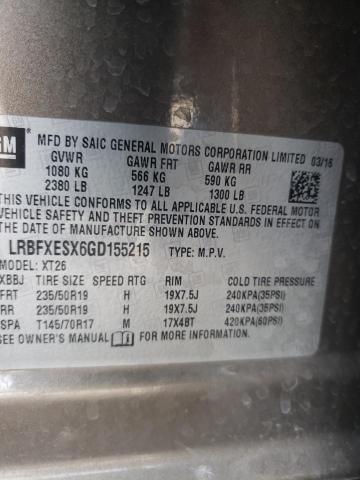 GM
MFD BY SAIC GENERAL MOTORS CORPORATION LIMITED 03/16
GVWR GAWR FRT GAWR RR
1080 KG 566 KG 590 KG
2380 LB 1247 LB 1300 LB
THIS VEHICLE CONFORMS TO ALL APPLICABLE U.S. FEDERAL MOTOR
VEHICLE SAFETY AND THEFT PREVENTION STANDARDS IN EFFECT ON
THE DATE OF MANUFACTURE SHOWN ABOVE.
LRBFXESX6GD155215 TYPE: M.P.V.
MODEL: XT26
XBBJ TIRE SIZE SPEED RTG RIM COLD TIRE PRESSURE
FRT 235/50R19 H 19X7.5J 240KPA(35PSI)
RR 235/50R19 H 19X7.5J 240KPA(35PSI)
SPA T145/70R17 M 17X4BT 420KPA(60PSI)
SEE OWNER'S MANUAL FOR MORE INFORMATION.